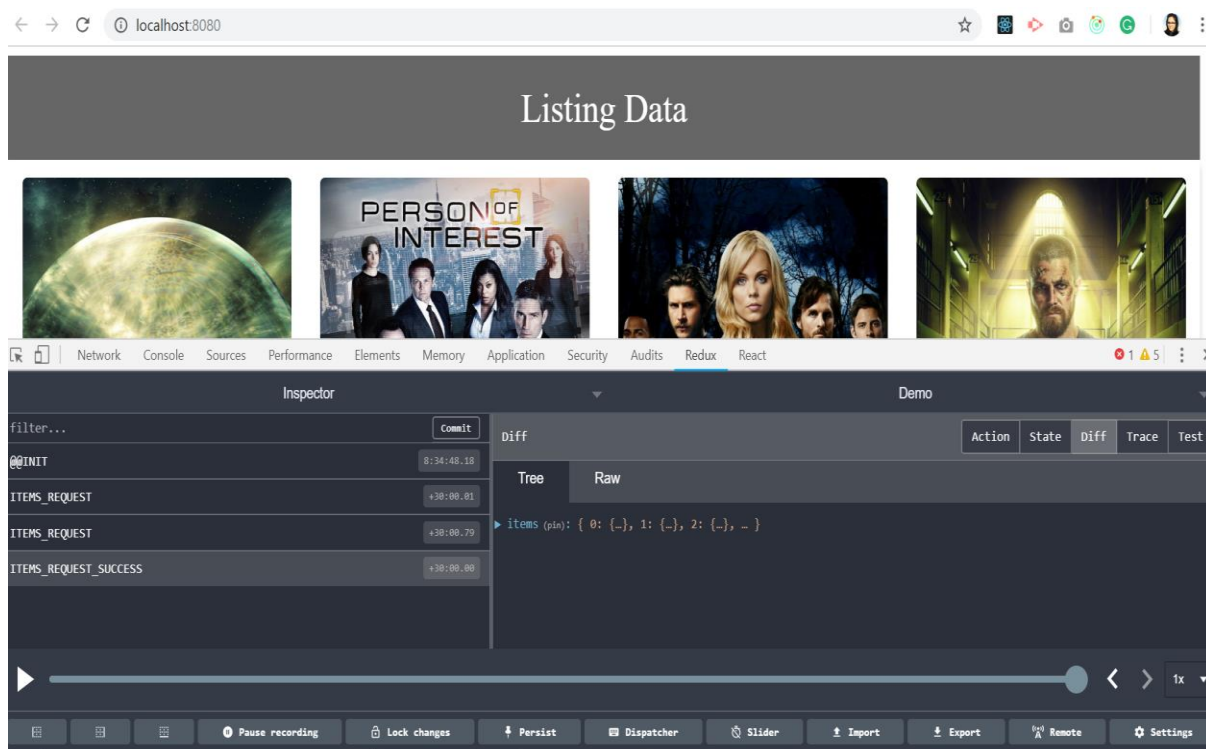 localhost:8080
Listing Data
PERSON OF
INTEREST
Network Console Sources Performance Elements Memory Application Security Audits Redux React 1 5
Inspector Demo
filter... Commit
Diff Action State Diff Trace Test
@@INIT 8:34:48.18
Tree Raw
ITEMS_REQUEST +30:00.01
items (pin): { 0: {…}, 1: {…}, 2: {…}, … }
ITEMS_REQUEST +30:00.79
ITEMS_REQUEST_SUCCESS +30:00.00
1x
Pause recording Lock changes Persist Dispatcher Slider Import Export Remote Settings